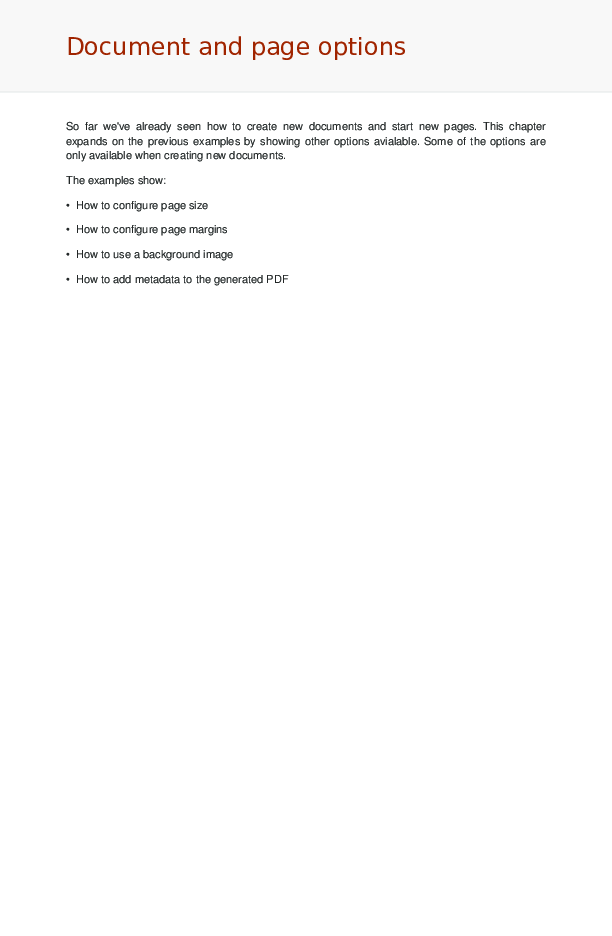 Document and page options
So far we've already seen how to create new documents and start new pages. This chapter
expands on the previous examples by showing other options avialable. Some of the options are
only available when creating new documents.
The examples show:
• How to configure page size
• How to configure page margins
• How to use a background image
• How to add metadata to the generated PDF